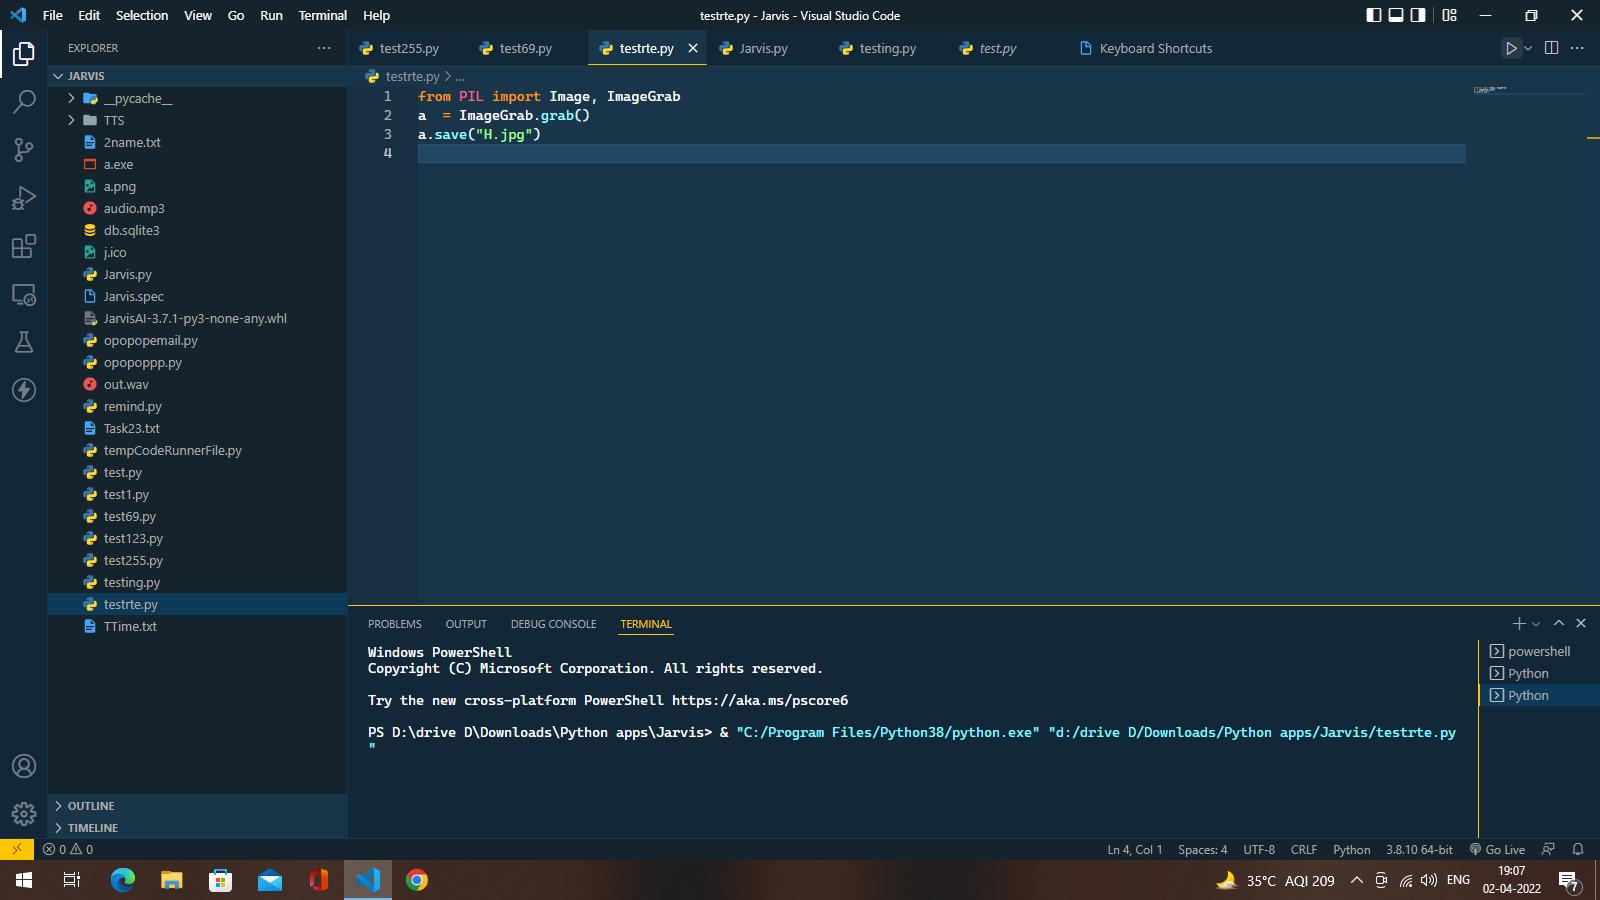 File Edit Selection View Go Run Terminal Help
testrte.py - Jarvis - Visual Studio Code
EXPLORER
test255.py
test69.py
testrte.py
Jarvis.py
testing.py
test.py
Keyboard Shortcuts
JARVIS
__pycache__
TTS
2name.txt
a.exe
a.png
audio.mp3
db.sqlite3
j.ico
Jarvis.py
Jarvis.spec
JarvisAI-3.7.1-py3-none-any.whl
opopopemail.py
opopoppp.py
out.wav
remind.py
Task23.txt
tempCodeRunnerFile.py
test.py
test1.py
test69.py
test123.py
test255.py
testing.py
testrte.py
TTime.txt
OUTLINE
TIMELINE
testrte.py > ...
1 from PIL import Image, ImageGrab
2 a  = ImageGrab.grab()
3 a.save("H.jpg")
4
PROBLEMS OUTPUT DEBUG CONSOLE TERMINAL
Windows PowerShell
Copyright (C) Microsoft Corporation. All rights reserved.
Try the new cross-platform PowerShell https://aka.ms/pscore6
PS D:\drive D\Downloads\Python apps\Jarvis> & "C:/Program Files/Python38/python.exe" "d:/drive D/Downloads/Python apps/Jarvis/testrte.py
"
powershell
Python
Python
0 0
Ln 4, Col 1 Spaces: 4 UTF-8 CRLF Python 3.8.10 64-bit Go Live
35°C AQI 209
ENG
19:07
02-04-2022
7